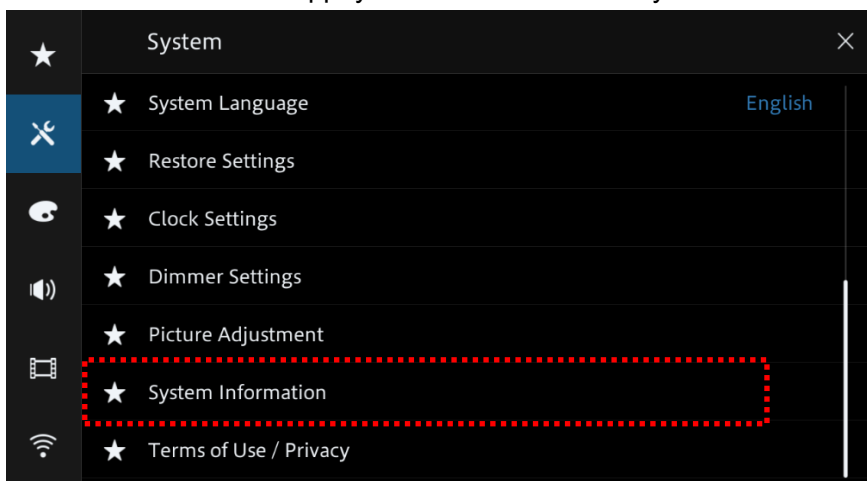 System
System Language English
Restore Settings
Clock Settings
Dimmer Settings
Picture Adjustment
System Information
Terms of Use / Privacy